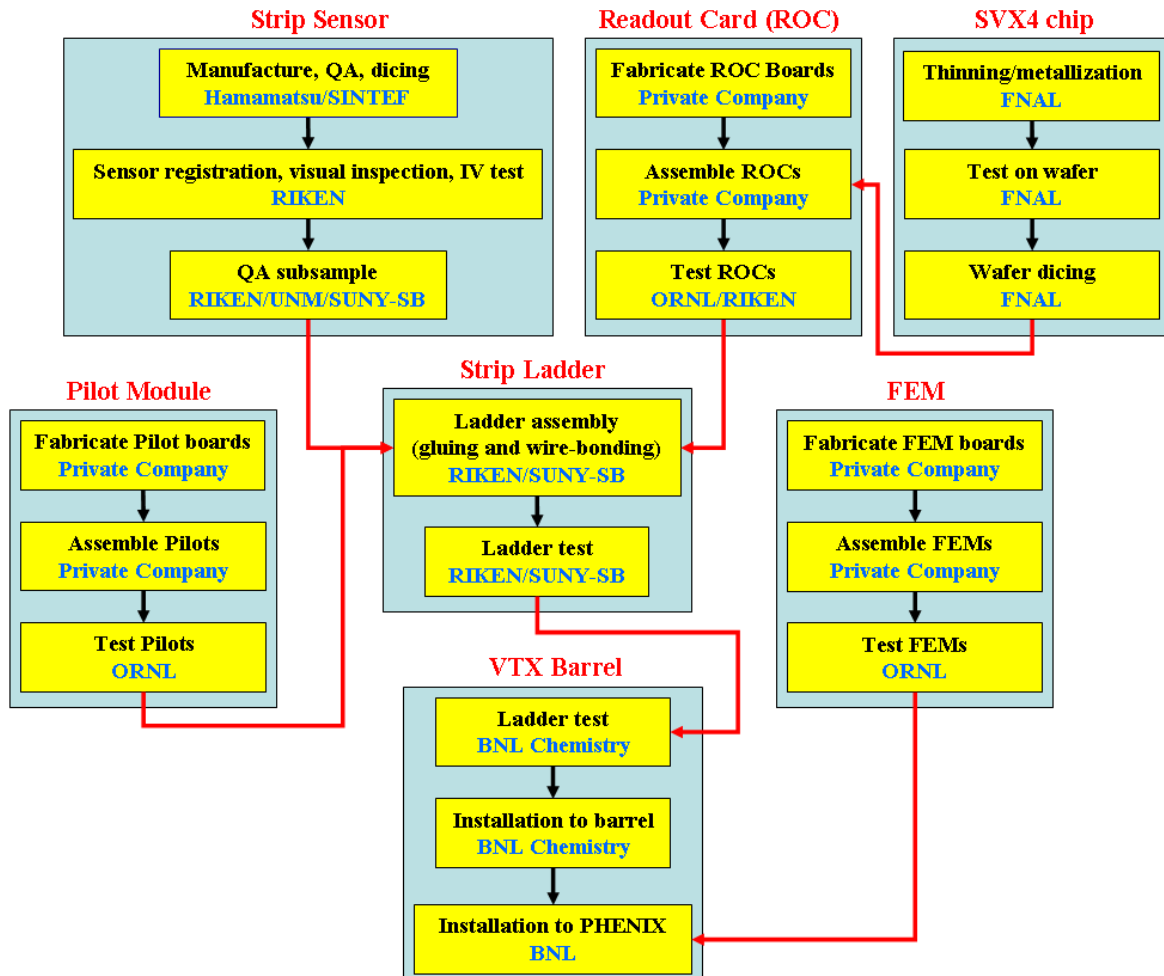 Strip Sensor
Manufacture, QA, dicing
Hamamatsu/SINTEF
Sensor registration, visual inspection, IV test
RIKEN
QA subsample
RIKEN/UNM/SUNY-SB
Readout Card (ROC)
Fabricate ROC Boards
Private Company
Assemble ROCs
Private Company
Test ROCs
ORNL/RIKEN
SVX4 chip
Thinning/metallization
FNAL
Test on wafer
FNAL
Wafer dicing
FNAL
Pilot Module
Fabricate Pilot boards
Private Company
Assemble Pilots
Private Company
Test Pilots
ORNL
Strip Ladder
Ladder assembly
(gluing and wire-bonding)
RIKEN/SUNY-SB
Ladder test
RIKEN/SUNY-SB
FEM
Fabricate FEM boards
Private Company
Assemble FEMs
Private Company
Test FEMs
ORNL
VTX Barrel
Ladder test
BNL Chemistry
Installation to barrel
BNL Chemistry
Installation to PHENIX
BNL